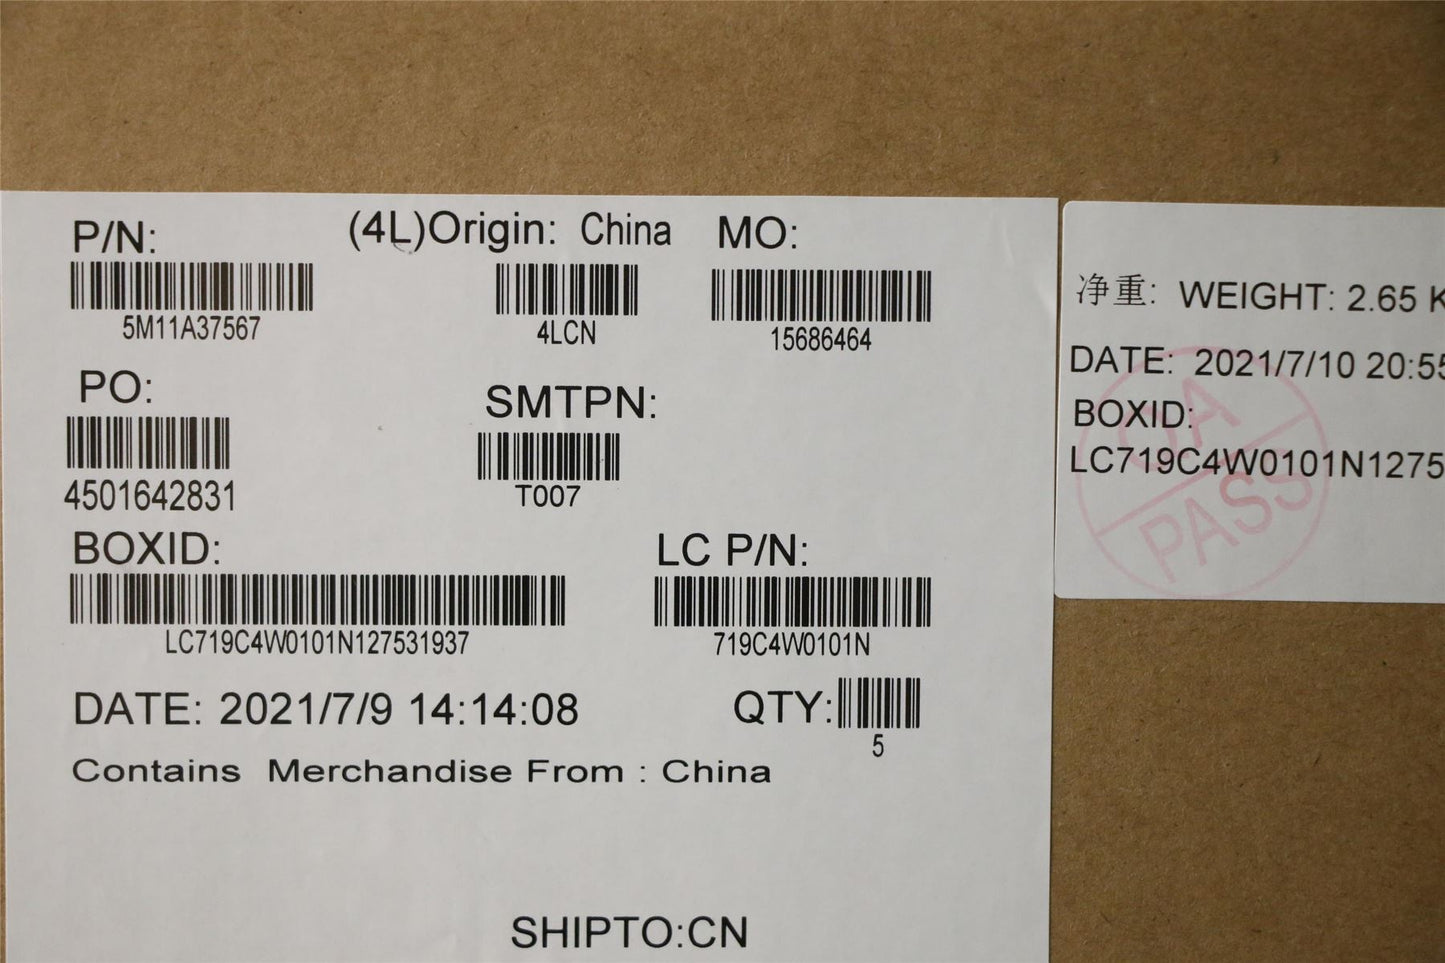 P/N:
5M11A37567
(4L)Origin: China
4LCN
MO:
15686464
PO:
4501642831
SMTPN:
T007
BOXID:
LC719C4W0101N127531937
LC P/N:
719C4W0101N
DATE: 2021/7/9 14:14:08
QTY:
5
Contains Merchandise From : China
SHIPTO:CN
净重: WEIGHT: 2.65 K
DATE: 2021/7/10 20:55
BOXID:
LC719C4W0101N1275
QA
PASS